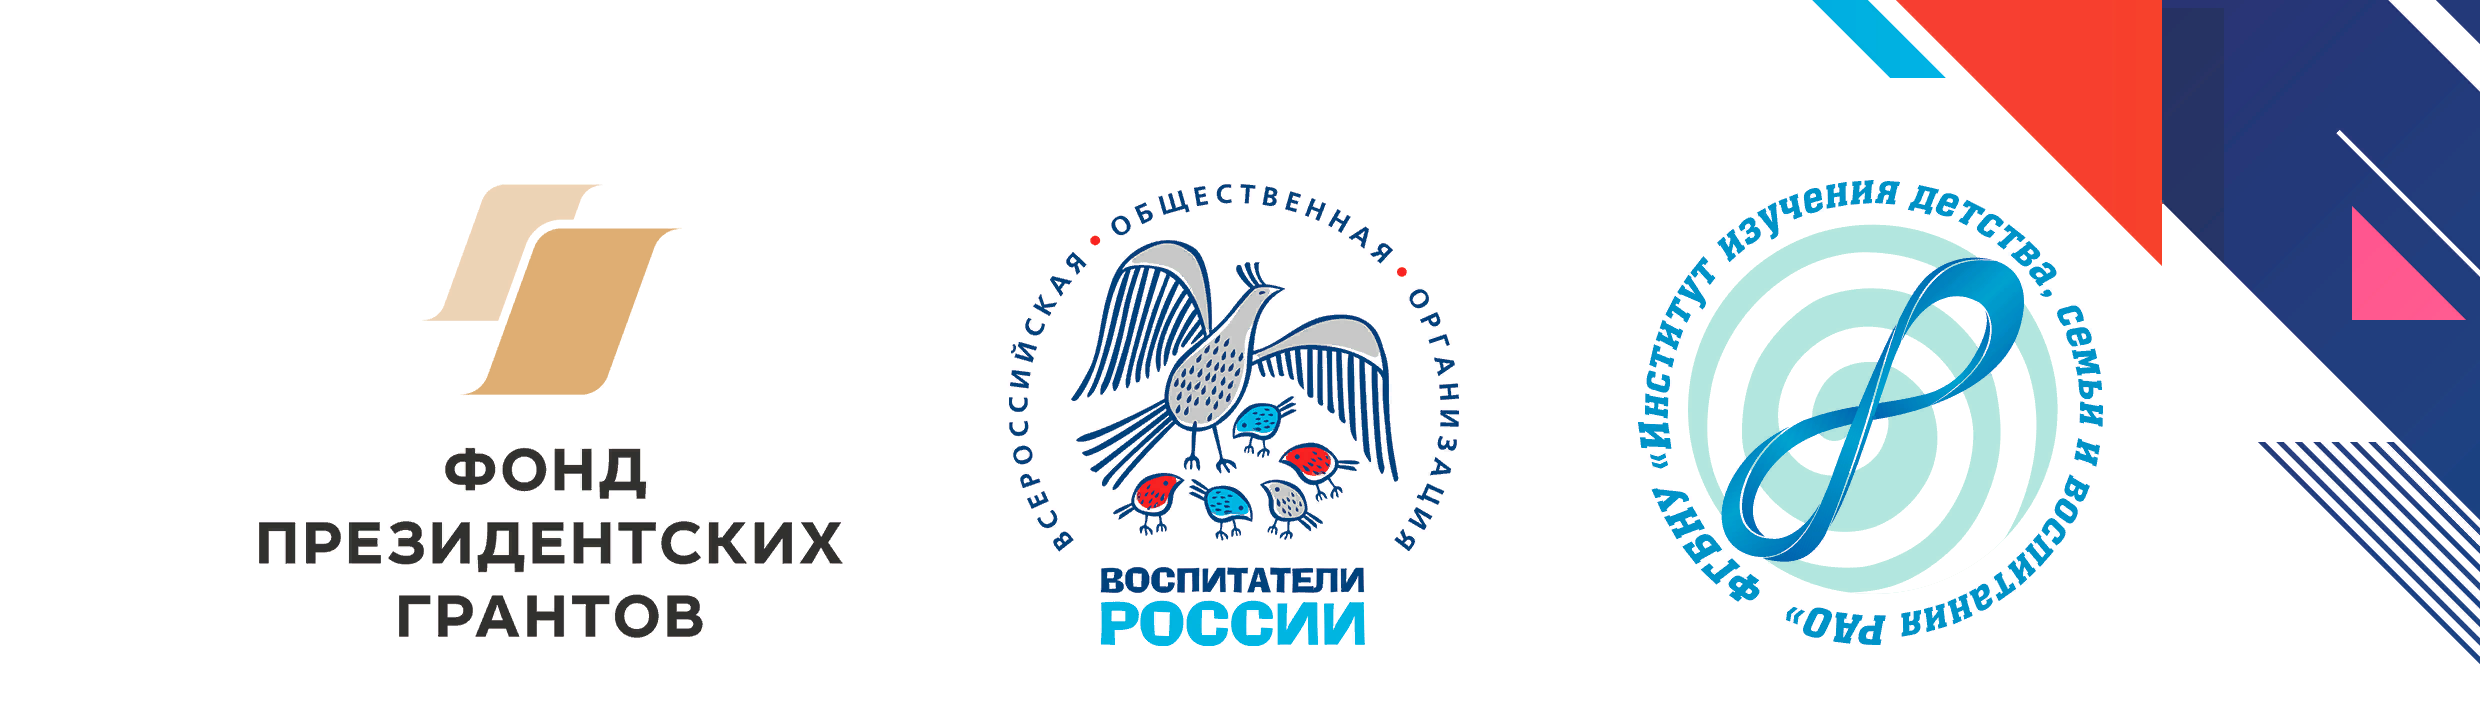 ФОНД
ПРЕЗИДЕНТСКИХ
ГРАНТОВ
ВСЕРОССИЙСКАЯ • ОБЩЕСТВЕННАЯ • ОРГАНИЗАЦИЯ
ВОСПИТАТЕЛИ
РОССИИ
ФГБНУ «Институт изучения детства, семьи и воспитания РАО»